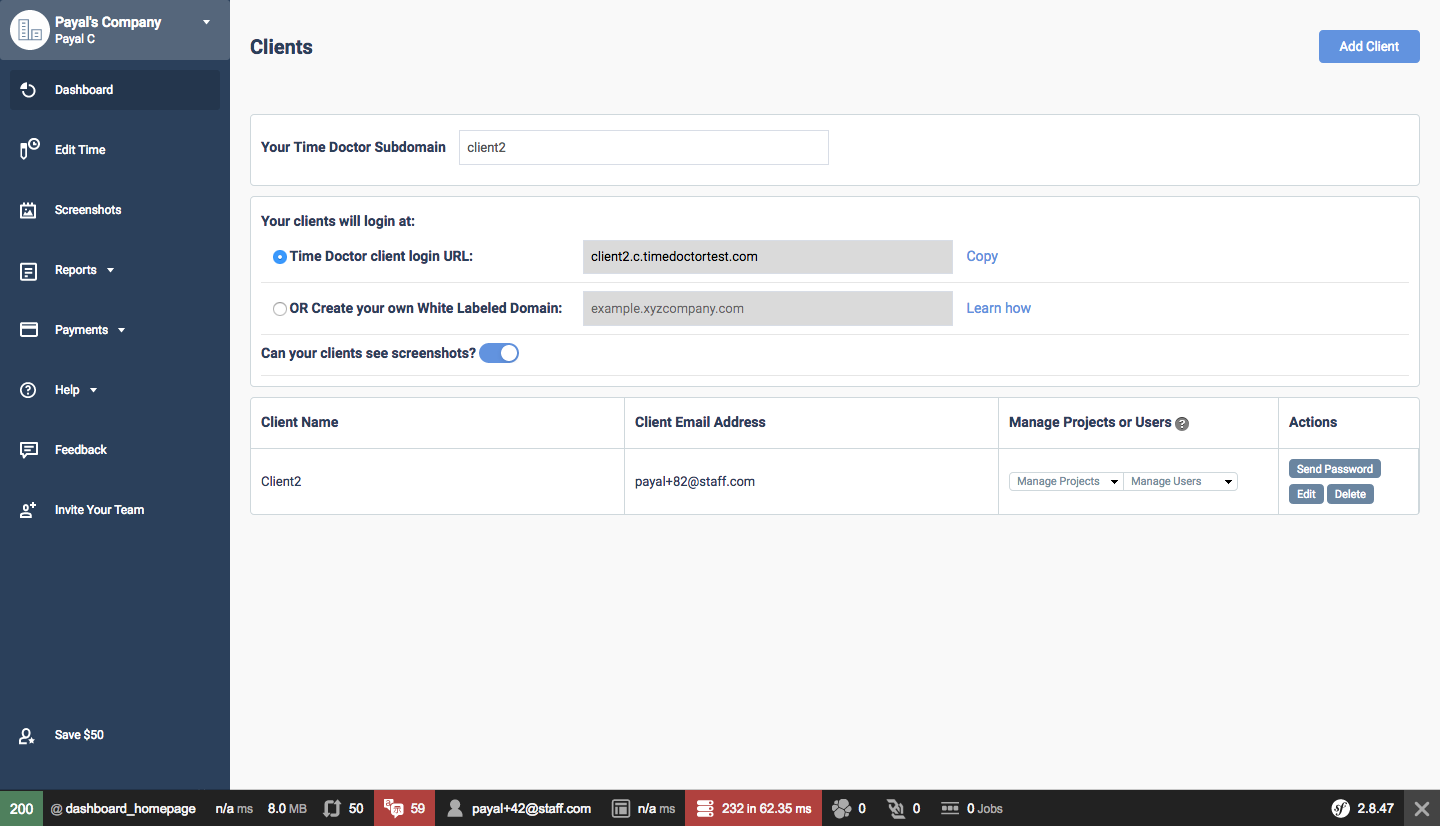 Payal's Company
Payal C
Dashboard
Edit Time
Screenshots
Reports
Payments
Help
Feedback
Invite Your Team
Save $50
Clients
Add Client
Your Time Doctor Subdomain client2
Your clients will login at:
Time Doctor client login URL: client2.c.timedoctortest.com Copy
OR Create your own White Labeled Domain: example.xyzcompany.com Learn how
Can your clients see screenshots?
Client Name Client Email Address Manage Projects or Users ? Actions
Client2 payal+82@staff.com Manage Projects Manage Users Send Password
Edit Delete
200 @ dashboard_homepage n/a ms 8.0 MB 50 59 payal+42@staff.com n/a ms 232 in 62.35 ms 0 0 0 Jobs sf 2.8.47